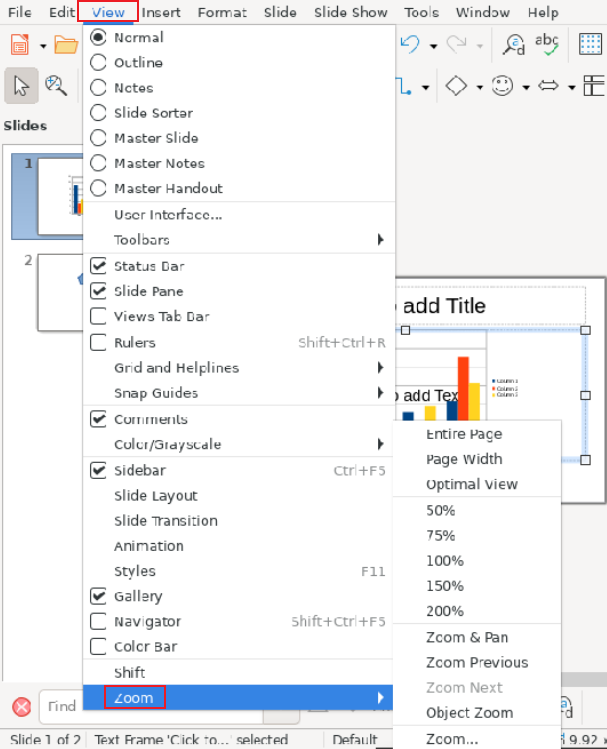 File Edit View Insert Format Slide Slide Show Tools Window Help
Normal
Outline
Notes
Slide Sorter
Master Slide
Master Notes
Master Handout
User Interface...
Toolbars
Status Bar
Slide Pane
Views Tab Bar
Rulers Shift+Ctrl+R
Grid and Helplines
Snap Guides
Comments
Color/Grayscale
Sidebar Ctrl+F5
Slide Layout
Slide Transition
Animation
Styles F11
Gallery
Navigator Shift+Ctrl+F5
Color Bar
Shift
Zoom
Entire Page
Page Width
Optimal View
50%
75%
100%
150%
200%
Zoom & Pan
Zoom Previous
Zoom Next
Object Zoom
Zoom...
abc
Slides
1
2
add Title
add Tex
Column 1
Column 2
Column 3
Find
Slide 1 of 2 Text Frame 'Click to...' selected Default 9.92